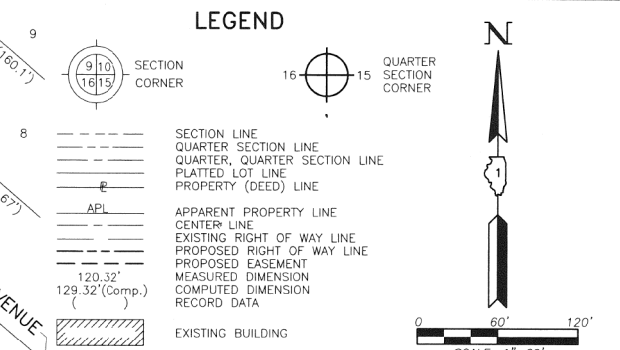 LEGEND
9
(160.1')
9 10
16 15
SECTION
CORNER
16
15
QUARTER
SECTION
CORNER
N
8
SECTION LINE
QUARTER SECTION LINE
QUARTER, QUARTER SECTION LINE
PLATTED LOT LINE
PROPERTY (DEED) LINE
67')
APL
APPARENT PROPERTY LINE
CENTER LINE
EXISTING RIGHT OF WAY LINE
PROPOSED RIGHT OF WAY LINE
PROPOSED EASEMENT
120.32'
MEASURED DIMENSION
129.32'(Comp.)
COMPUTED DIMENSION
( )
RECORD DATA
VENUE
EXISTING BUILDING
1
0 60' 120'